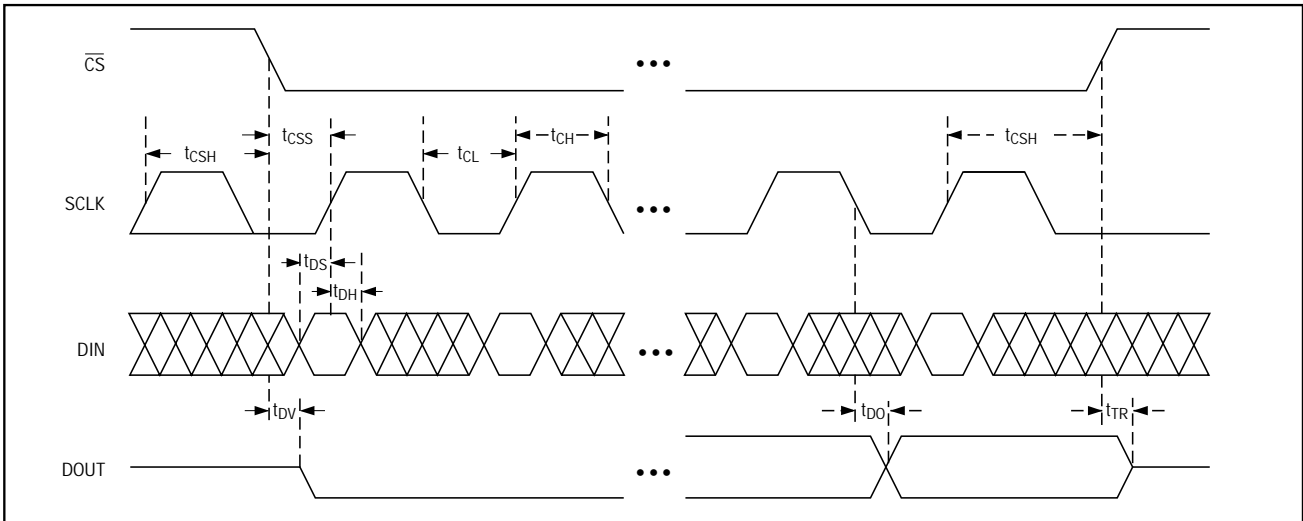 CS
tCSS
tCH
tCSH
tCL
tCSH
SCLK
tDS
tDH
DIN
tDV
tDO
tTR
DOUT